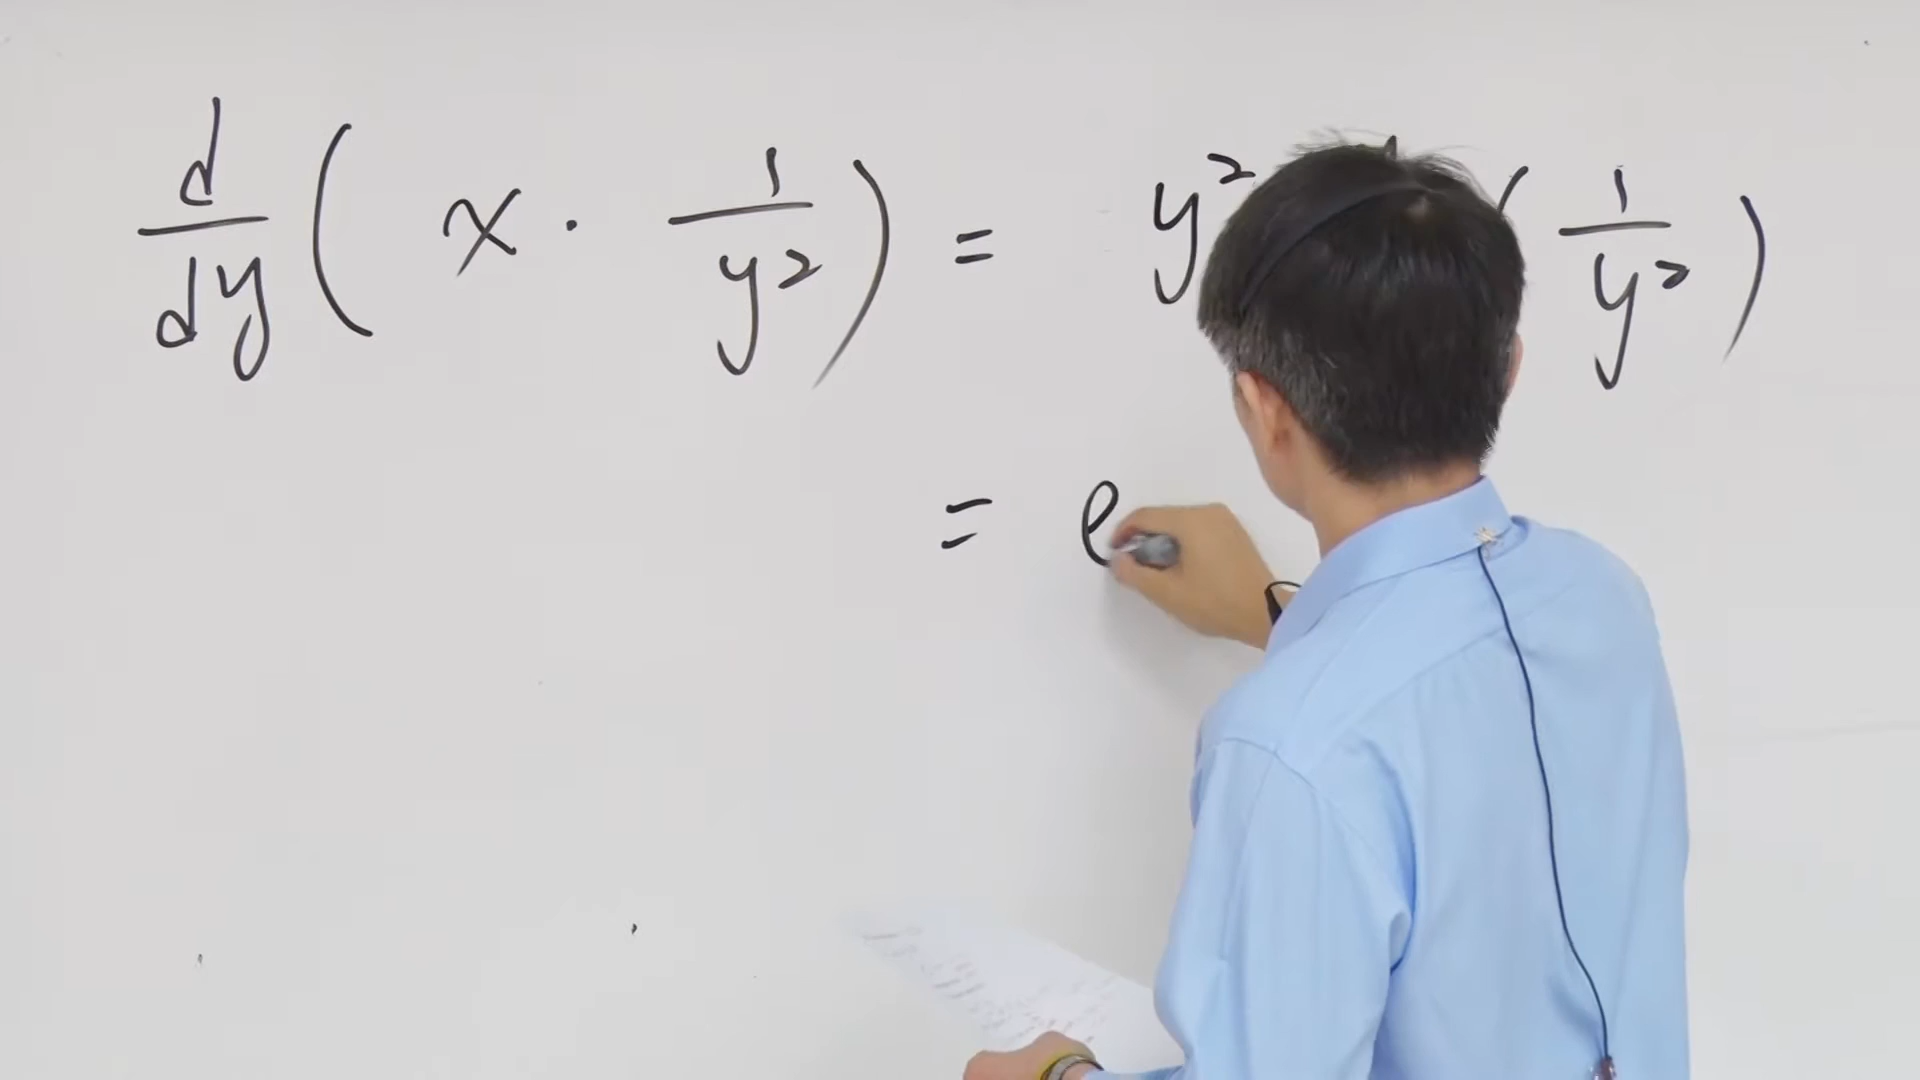 d/dy ( x · 1/y² ) = y² ( 1/y² )
= e